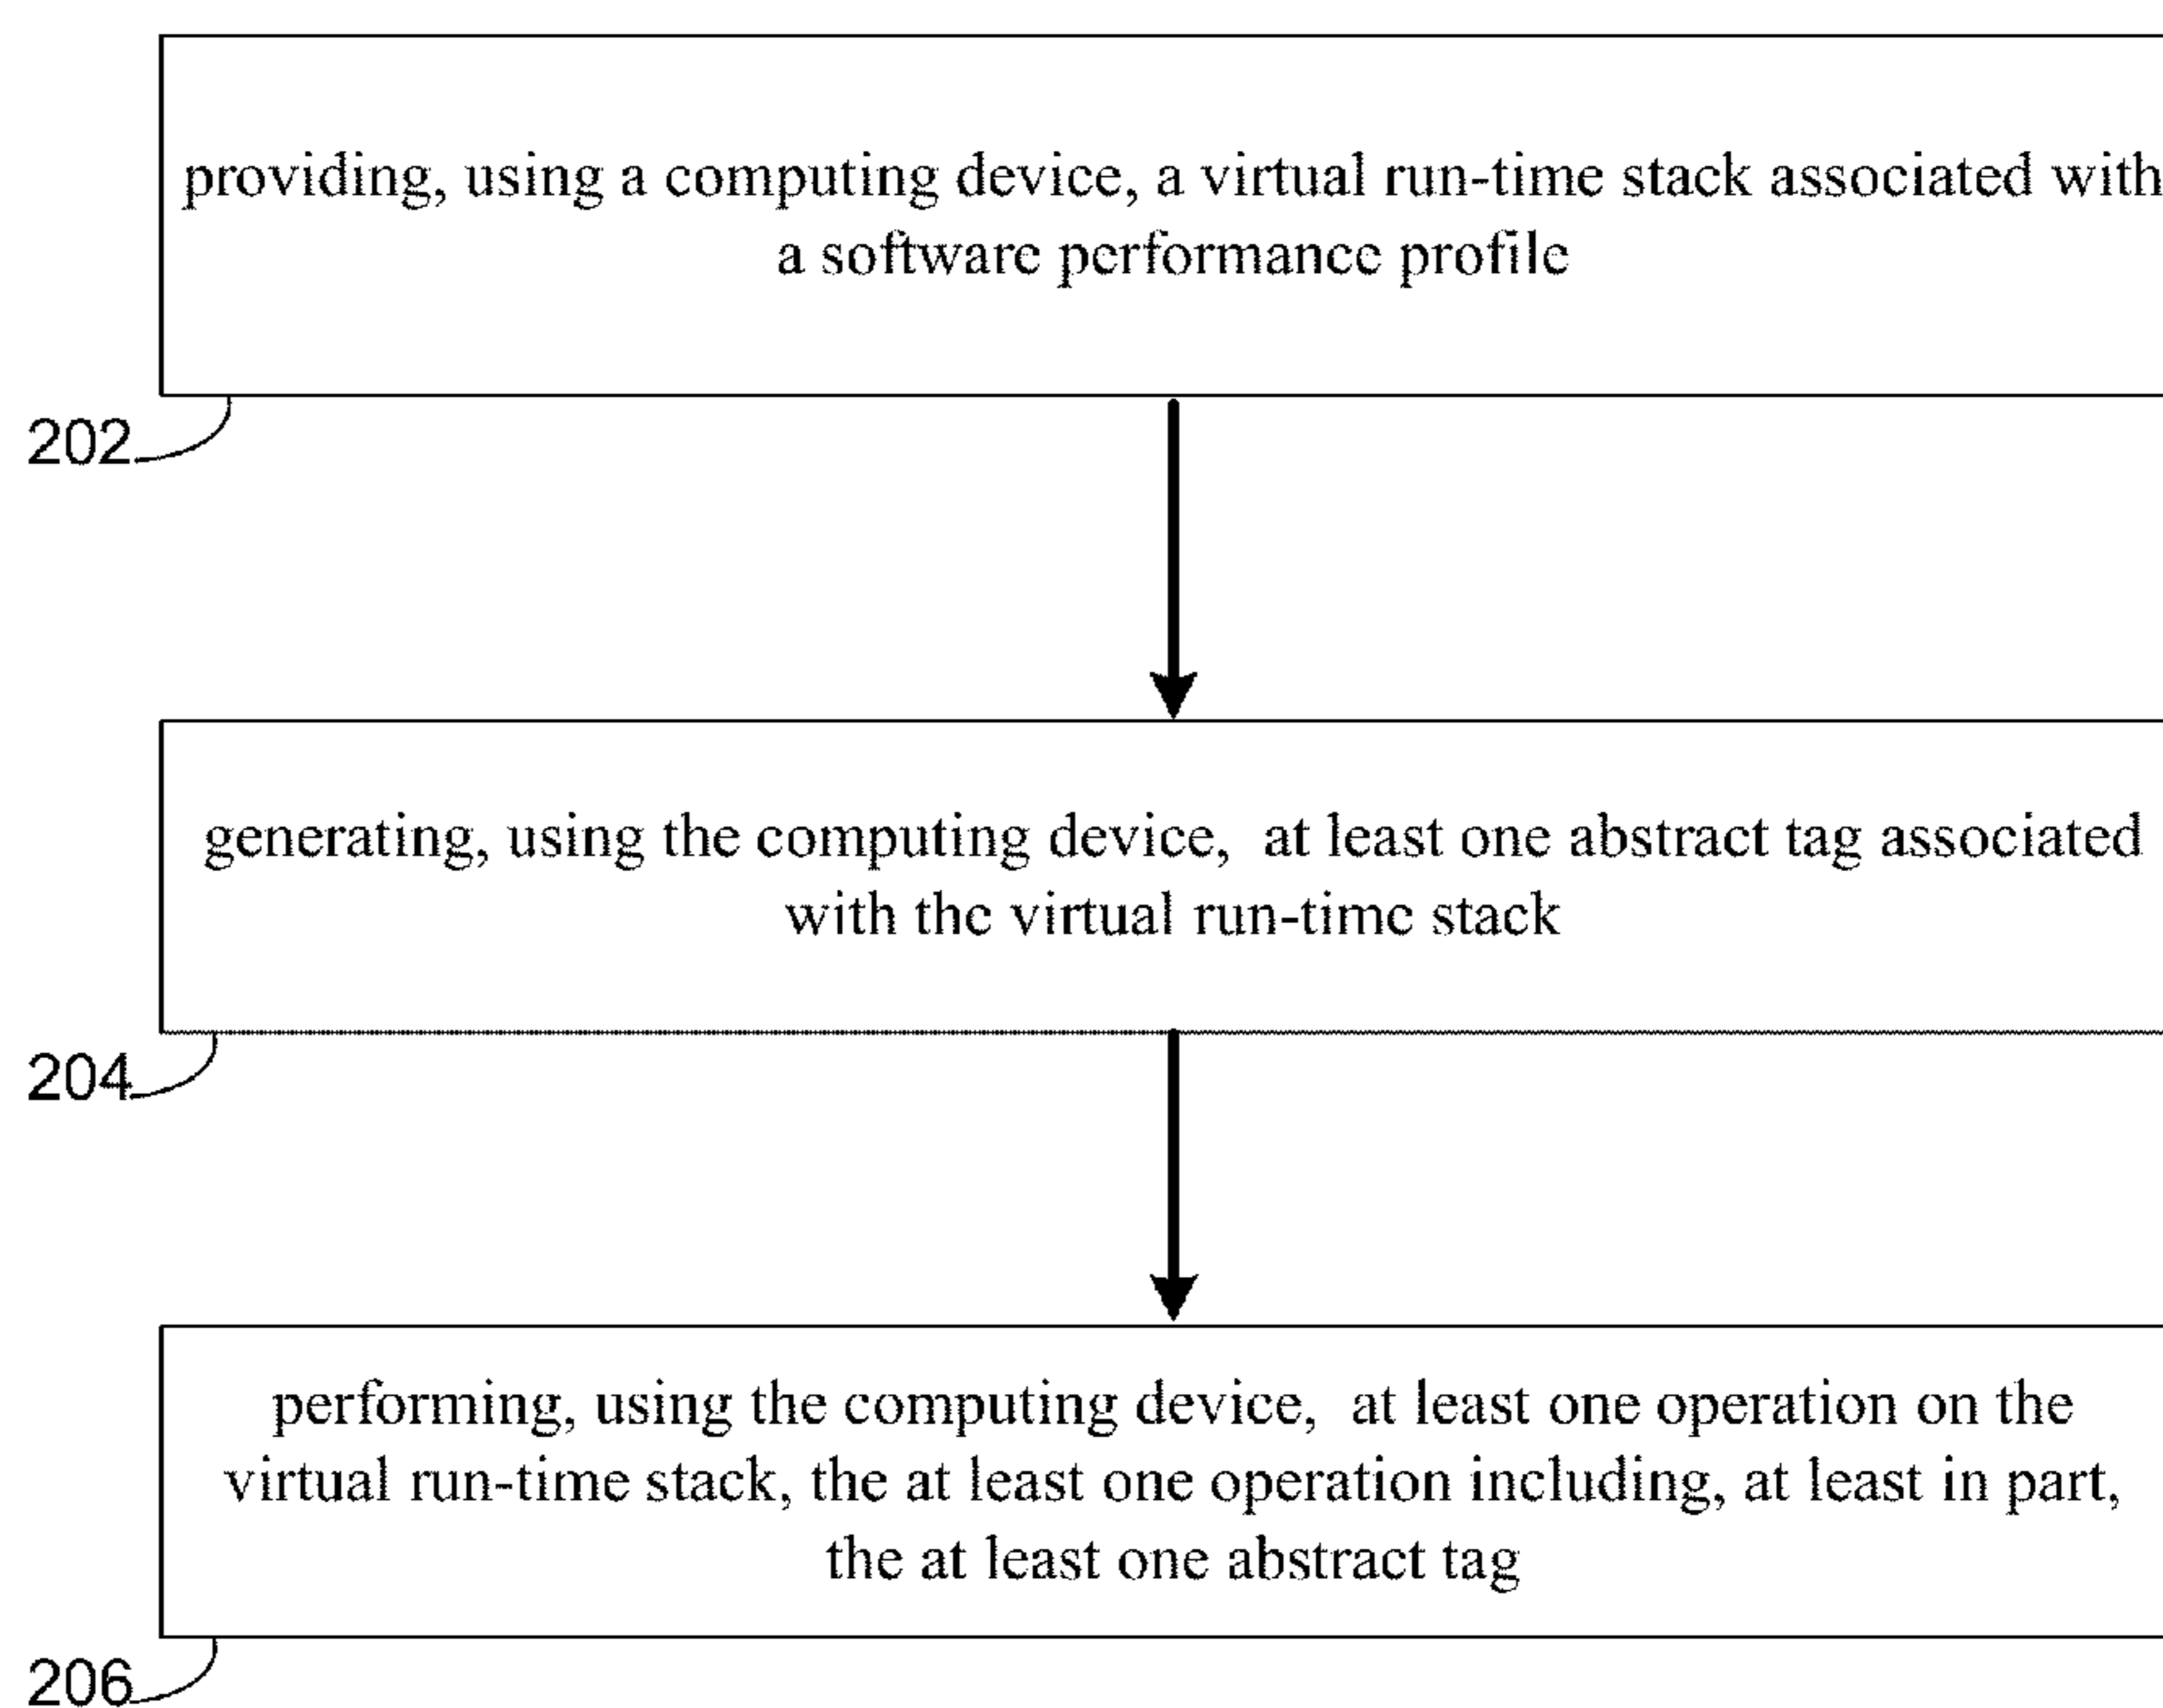 providing, using a computing device, a virtual run-time stack associated with
a software performance profile
202
generating, using the computing device, at least one abstract tag associated
with the virtual run-time stack
204
performing, using the computing device, at least one operation on the
virtual run-time stack, the at least one operation including, at least in part,
the at least one abstract tag
206